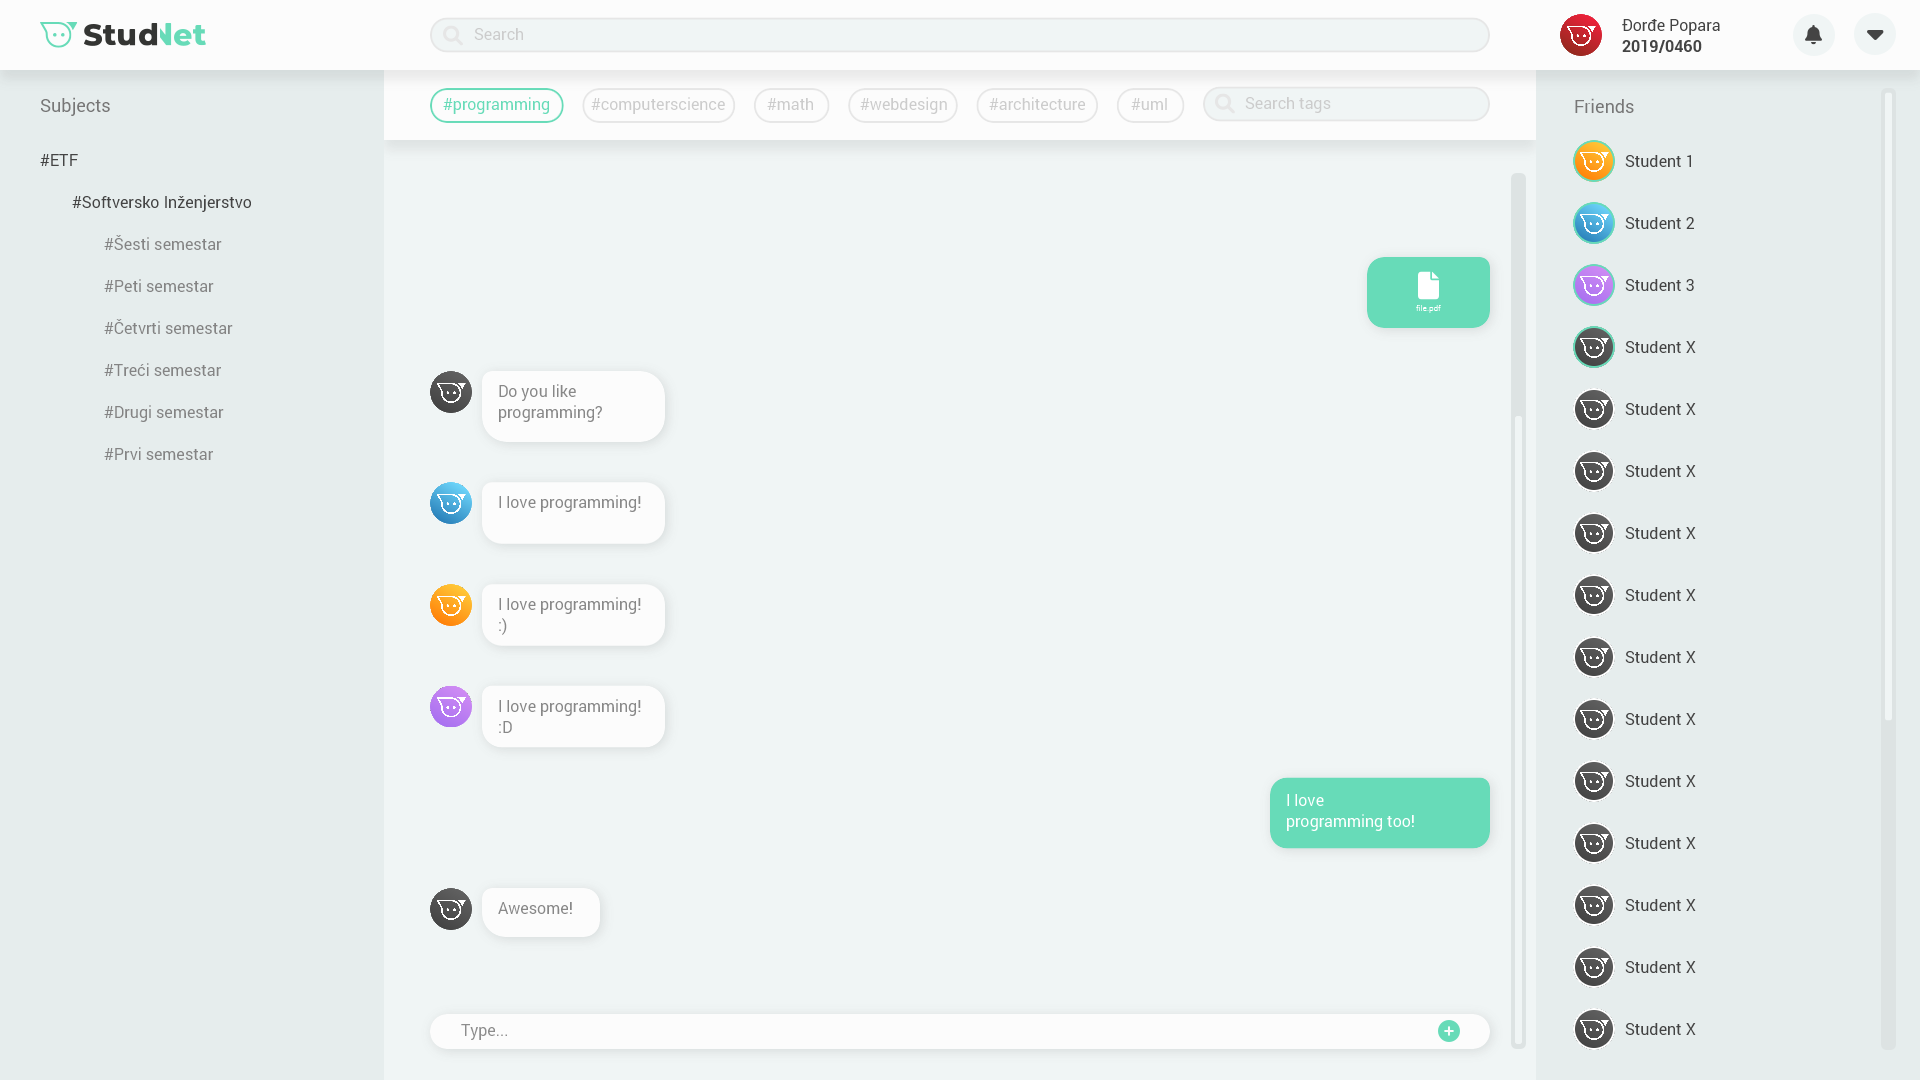 StudNet
Search
Đorđe Popara
2019/0460
Subjects
#ETF
#Softversko Inženjerstvo
#Šesti semestar
#Peti semestar
#Četvrti semestar
#Treći semestar
#Drugi semestar
#Prvi semestar
#programming
#computerscience
#math
#webdesign
#architecture
#uml
Search tags
file.pdf
Do you like
programming?
I love programming!
I love programming!
:)
I love programming!
:D
I love
programming too!
Awesome!
Type...
Friends
Student 1
Student 2
Student 3
Student X
Student X
Student X
Student X
Student X
Student X
Student X
Student X
Student X
Student X
Student X
Student X